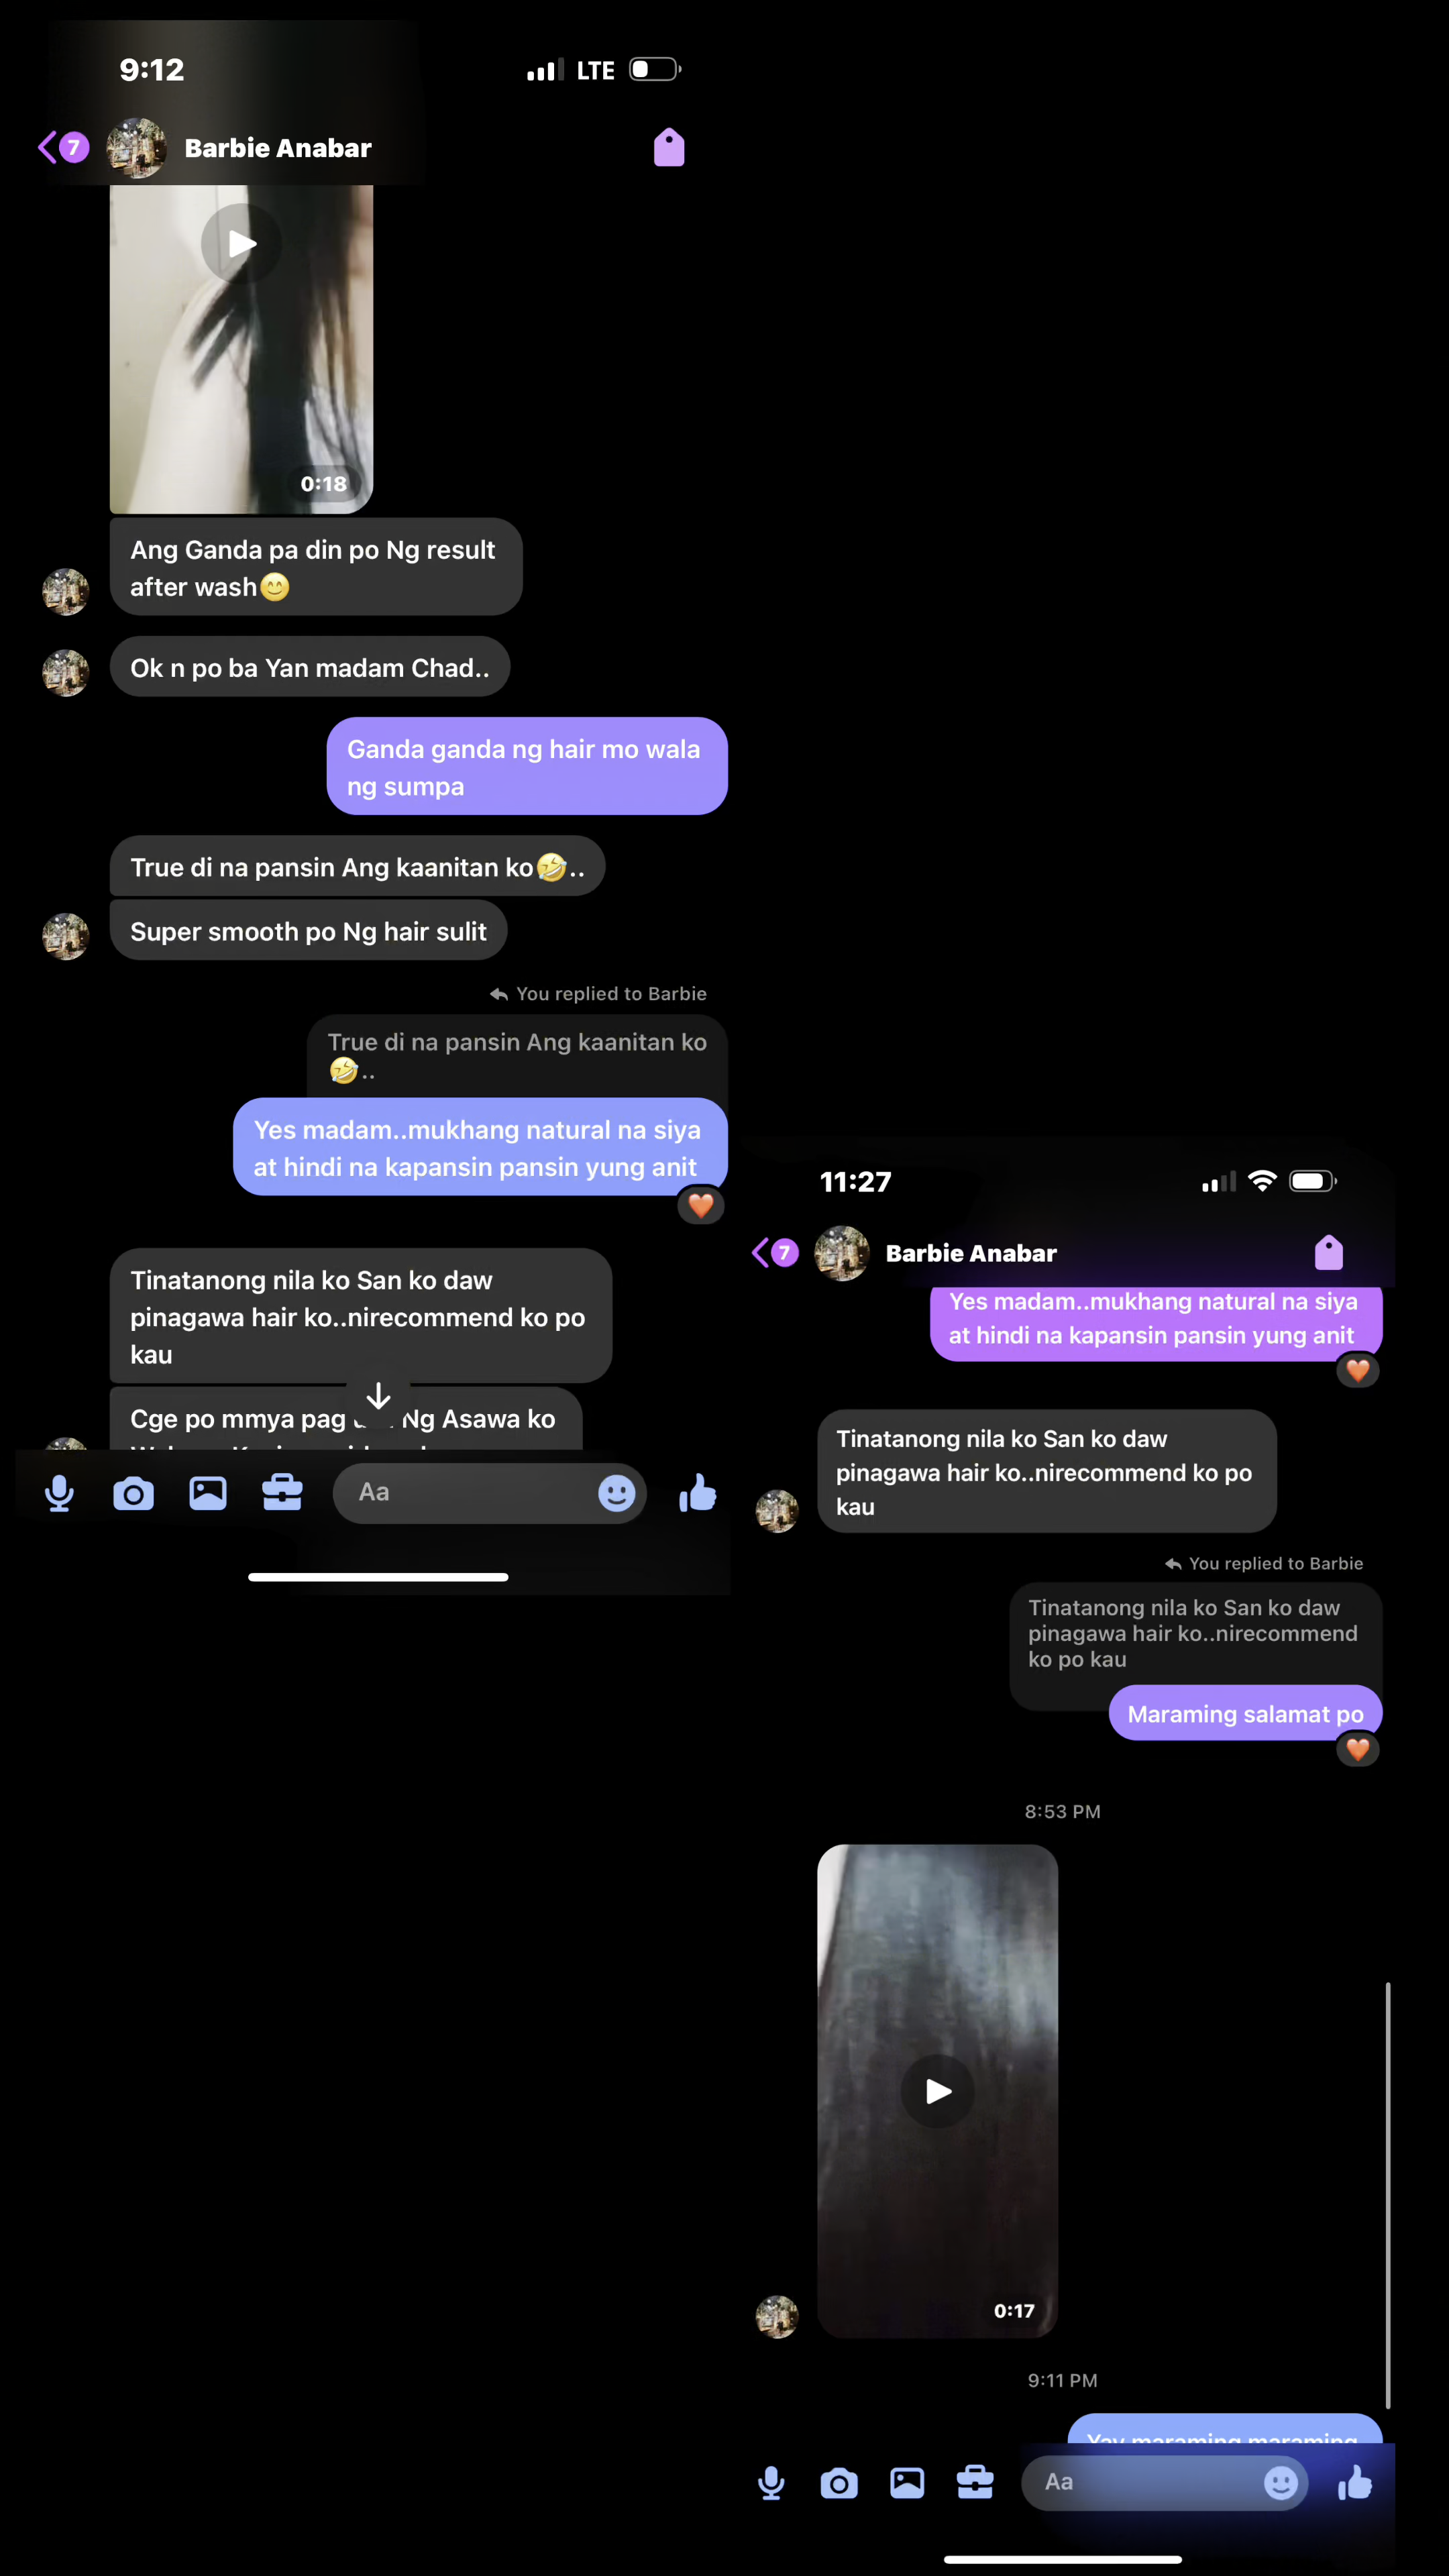 9:12
LTE
7
Barbie Anabar
0:18
Ang Ganda pa din po Ng result
after wash😊
Ok n po ba Yan madam Chad..
Ganda ganda ng hair mo wala
ng sumpa
True di na pansin Ang kaanitan ko🤣..
Super smooth po Ng hair sulit
You replied to Barbie
True di na pansin Ang kaanitan ko
🤣..
Yes madam..mukhang natural na siya
at hindi na kapansin pansin yung anit
Tinatanong nila ko San ko daw
pinagawa hair ko..nirecommend ko po
kau
Cge po mmya pag Ng Asawa ko
Aa
11:27
7
Barbie Anabar
Yes madam..mukhang natural na siya
at hindi na kapansin pansin yung anit
Tinatanong nila ko San ko daw
pinagawa hair ko..nirecommend ko po
kau
You replied to Barbie
Tinatanong nila ko San ko daw
pinagawa hair ko..nirecommend
ko po kau
Maraming salamat po
8:53 PM
0:17
9:11 PM
Yay maraming maraming
Aa